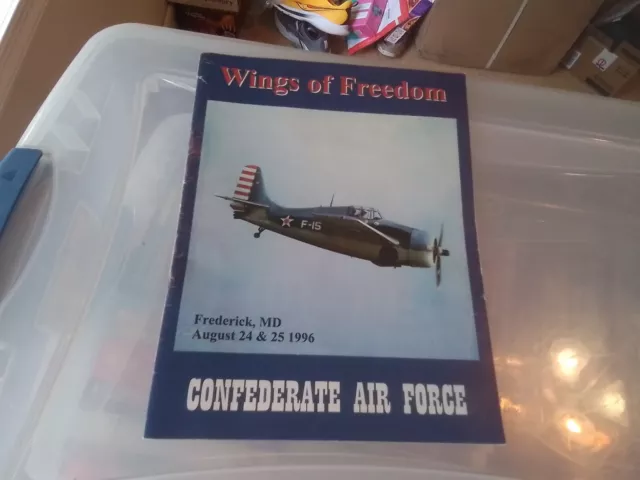 Wings of Freedom
F-15
Frederick, MD
August 24 & 25 1996
CONFEDERATE AIR FORCE